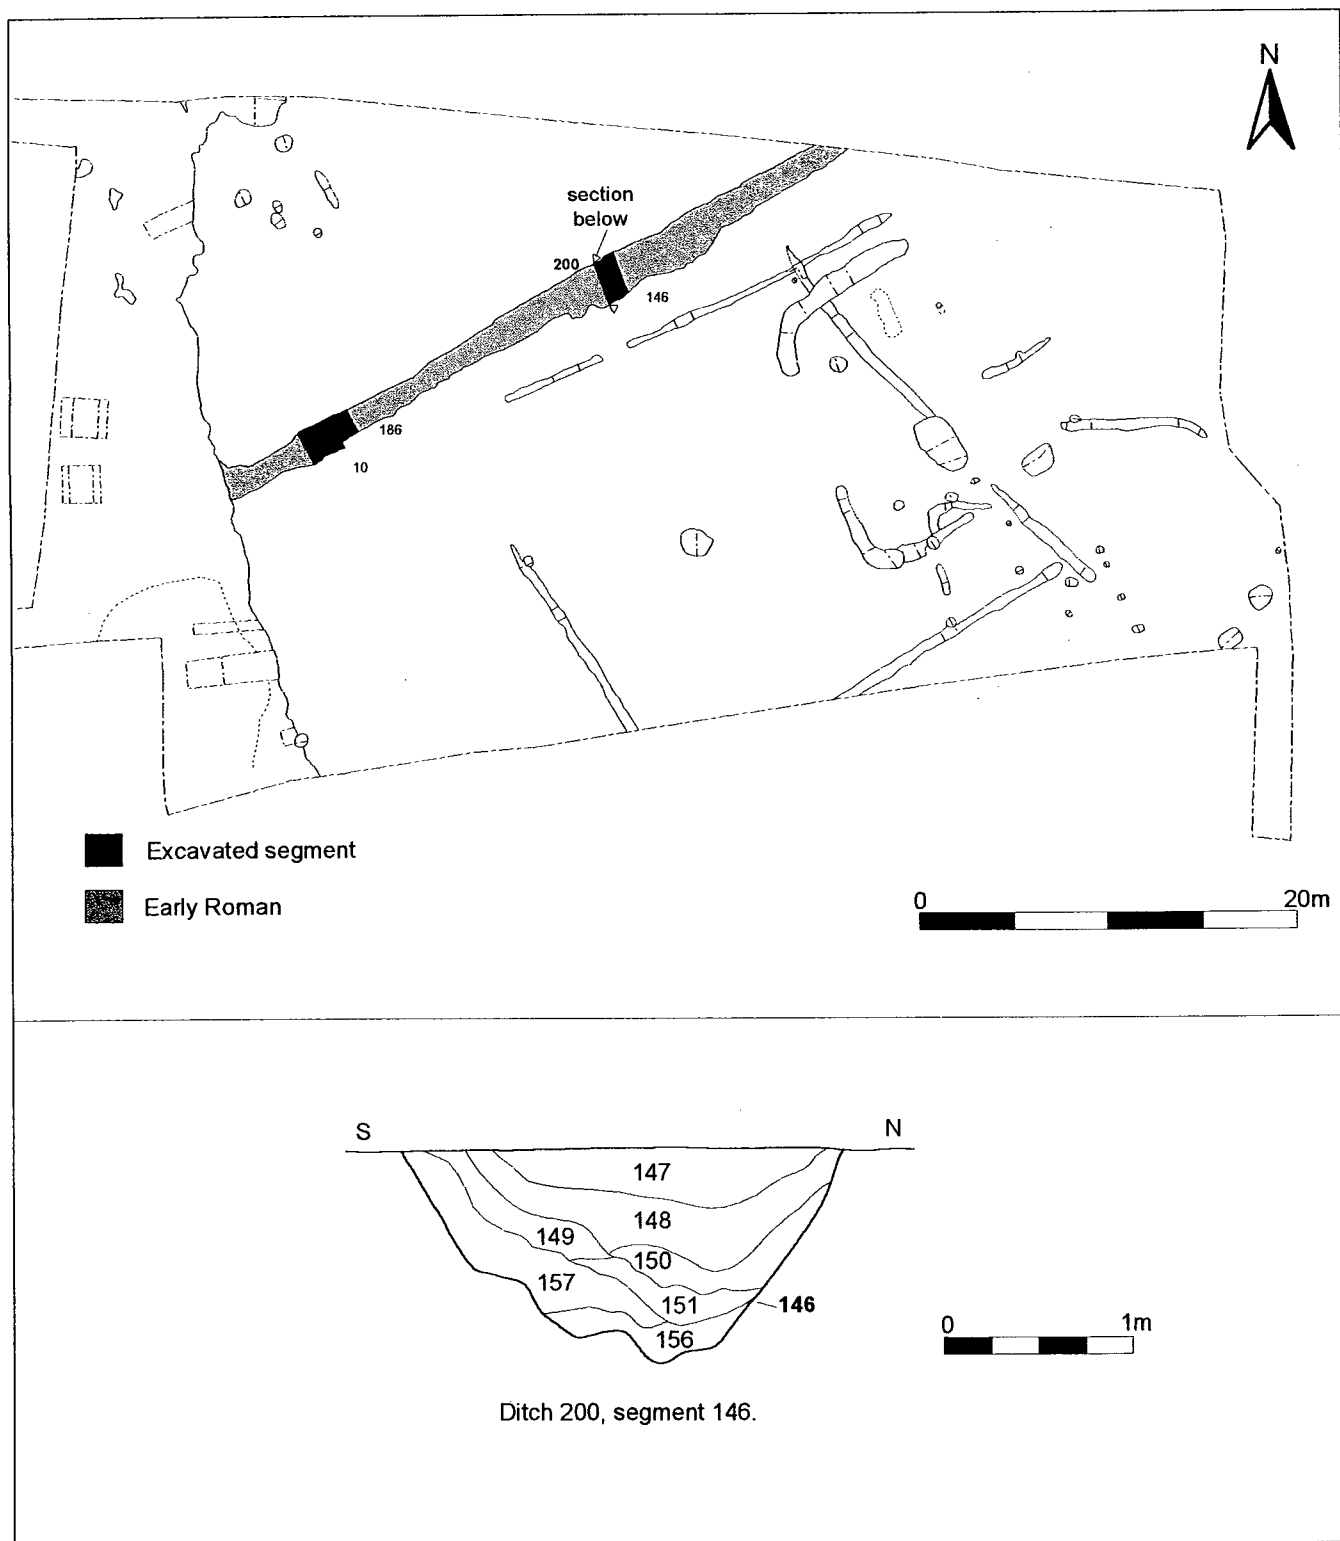 N
section
below
200
146
186
10
Excavated segment
Early Roman
0 20m
S N
147
148
149
150
157
151
146
156
0 1m
Ditch 200, segment 146.